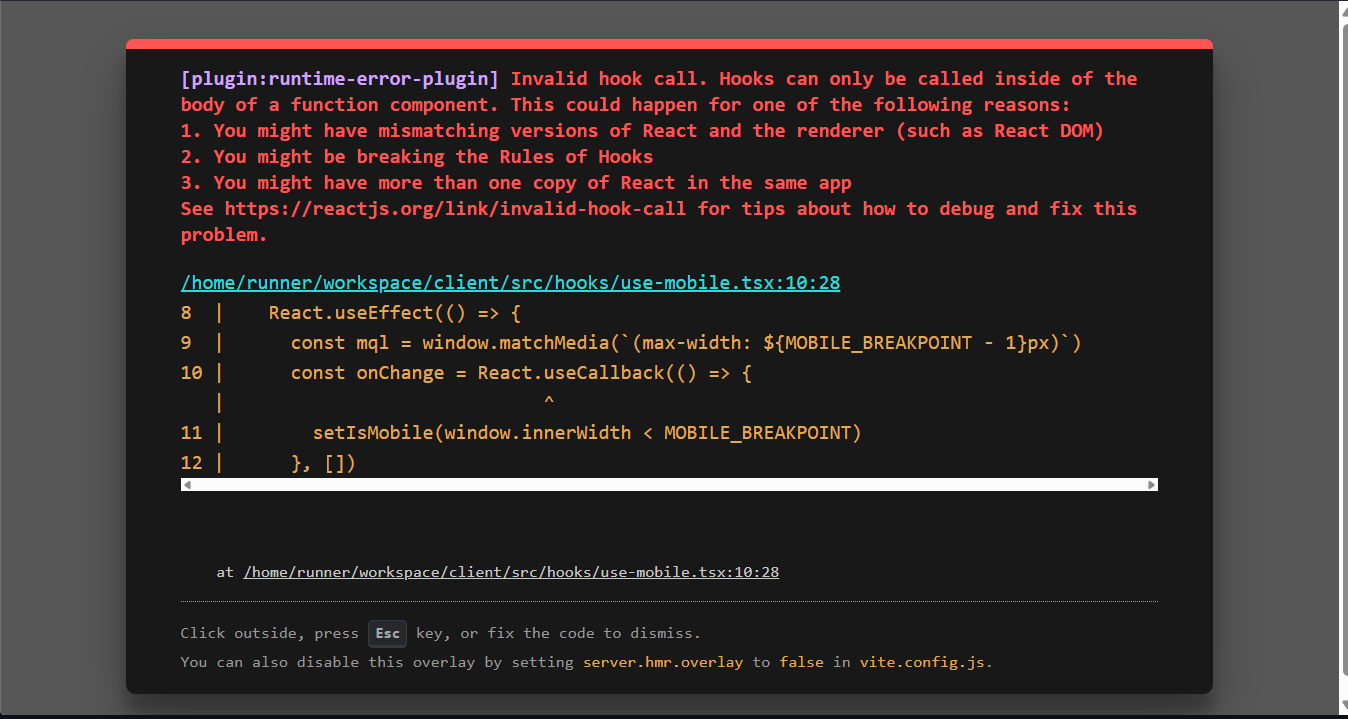 [plugin:runtime-error-plugin] Invalid hook call. Hooks can only be called inside of the
body of a function component. This could happen for one of the following reasons:
1. You might have mismatching versions of React and the renderer (such as React DOM)
2. You might be breaking the Rules of Hooks
3. You might have more than one copy of React in the same app
See https://reactjs.org/link/invalid-hook-call for tips about how to debug and fix this
problem.
/home/runner/workspace/client/src/hooks/use-mobile.tsx:10:28
8  |    React.useEffect(() => {
9  |      const mql = window.matchMedia(`(max-width: ${MOBILE_BREAKPOINT - 1}px)`)
10 |      const onChange = React.useCallback(() => {
   |                             ^
11 |        setIsMobile(window.innerWidth < MOBILE_BREAKPOINT)
12 |      }, [])
at /home/runner/workspace/client/src/hooks/use-mobile.tsx:10:28
Click outside, press Esc key, or fix the code to dismiss.
You can also disable this overlay by setting server.hmr.overlay to false in vite.config.js.